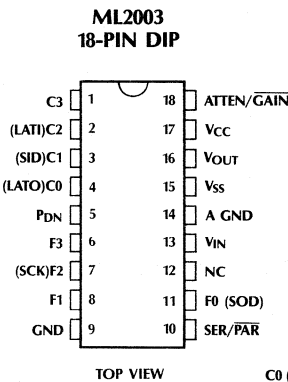 ML2003
18-PIN DIP
C3 1 18 ATTEN/GAIN
(LATI)C2 2 17 VCC
(SID)C1 3 16 VOUT
(LATO)C0 4 15 VSS
PDN 5 14 A GND
F3 6 13 VIN
(SCK)F2 7 12 NC
F1 8 11 F0 (SOD)
GND 9 10 SER/PAR
TOP VIEW
C0 (